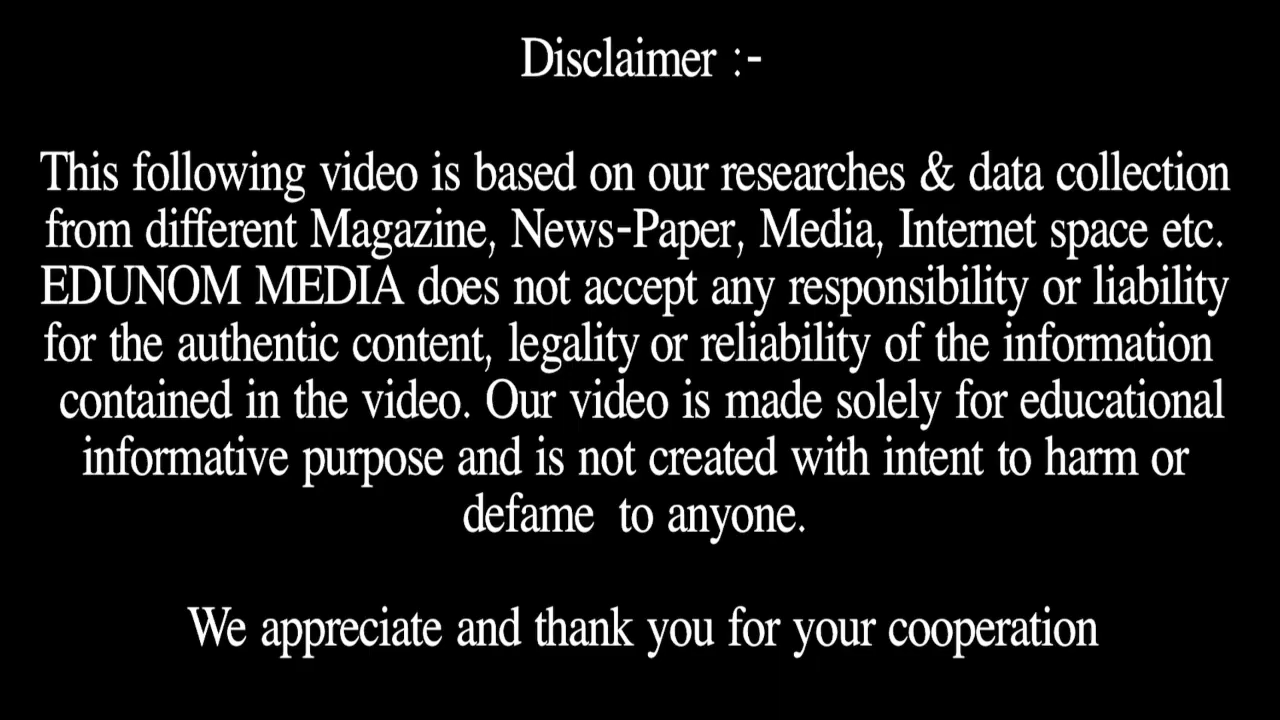 Disclaimer :-
This following video is based on our researches & data collection
from different Magazine, News-Paper, Media, Internet space etc.
EDUNOM MEDIA does not accept any responsibility or liability
for the authentic content, legality or reliability of the information
contained in the video. Our video is made solely for educational
informative purpose and is not created with intent to harm or
defame to anyone.
We appreciate and thank you for your cooperation